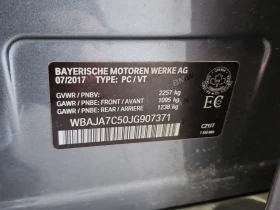 BAYERISCHE MOTOREN WERKE AG
07/2017 TYPE: PC / VT
GVWR / PNBV: 2257 kg
GAWR / PNBE: FRONT / AVANT 1095 kg
GAWR / PNBE: REAR / ARRIERE 1238 kg
WBAJA7C50JG907371
EC